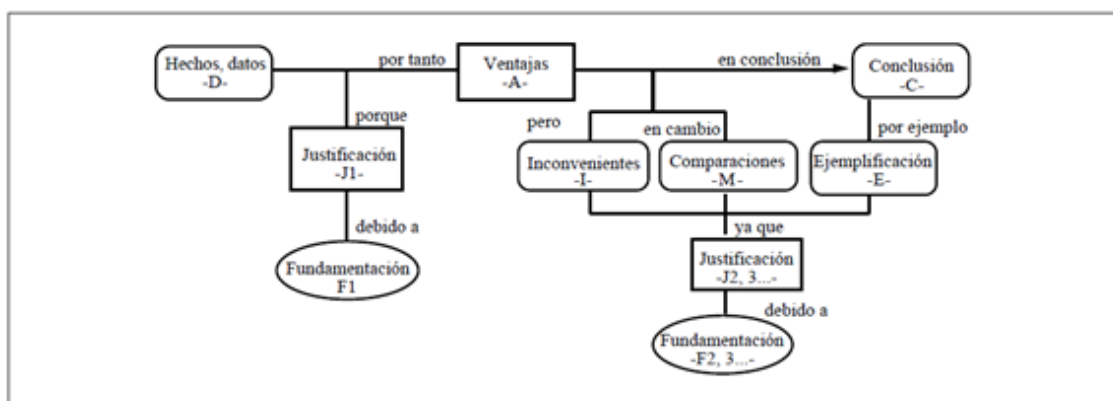 Hechos, datos
-D-
por tanto
Ventajas
-A-
en conclusión
Conclusión
-C-
porque
pero
en cambio
por ejemplo
Justificación
-J1-
Inconvenientes
-I-
Comparaciones
-M-
Ejemplificación
-E-
debido a
ya que
Fundamentación
F1
Justificación
-J2, 3...-
debido a
Fundamentación
-F2, 3...-